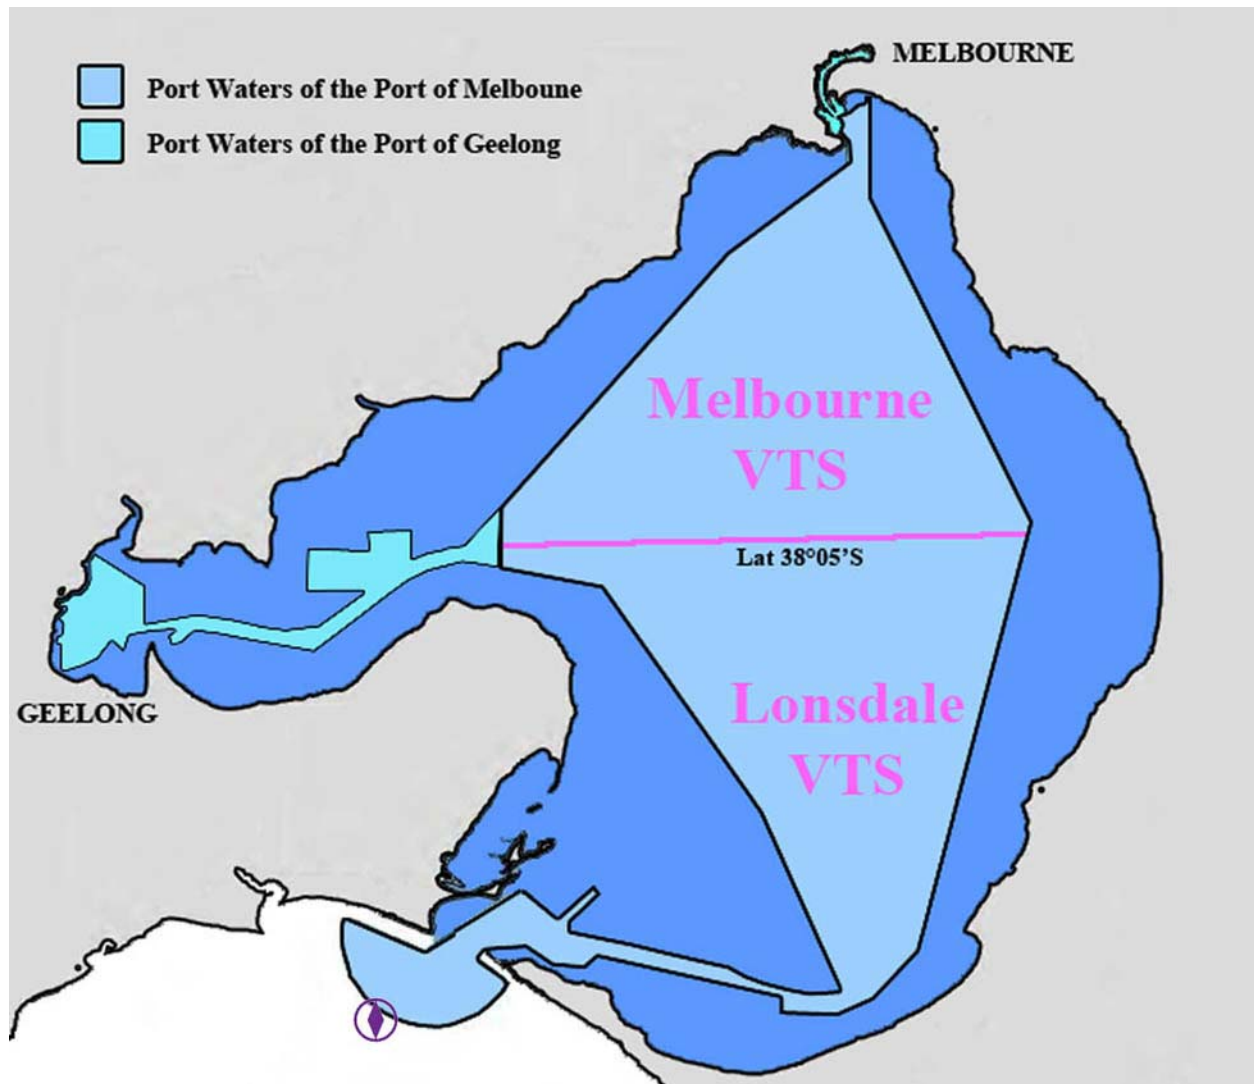 MELBOURNE
Port Waters of the Port of Melboune
Port Waters of the Port of Geelong
Melbourne
VTS
Lat 38°05'S
Lonsdale
VTS
GEELONG